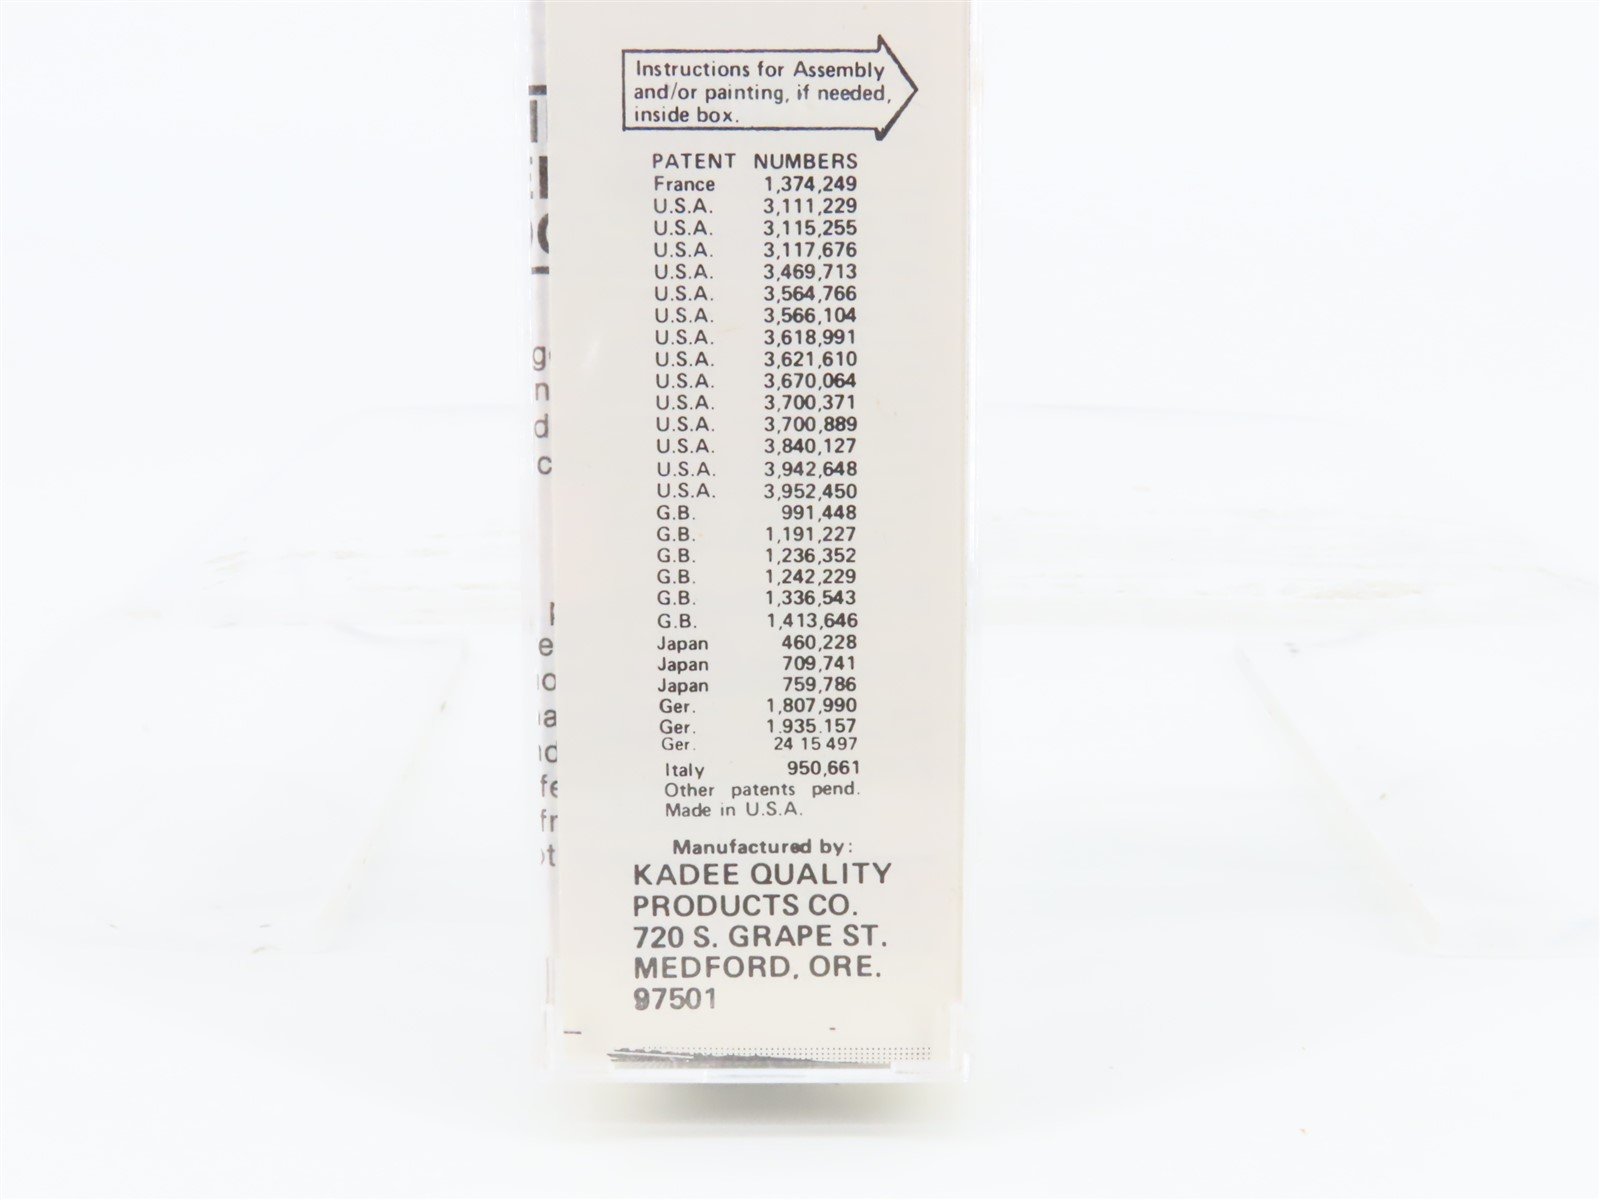 Instructions for Assembly
and/or painting, if needed,
inside box.
PATENT NUMBERS
France 1,374,249
U.S.A. 3,111,229
U.S.A. 3,115,255
U.S.A. 3,117,676
U.S.A. 3,469,713
U.S.A. 3,564,766
U.S.A. 3,566,104
U.S.A. 3,618,991
U.S.A. 3,621,610
U.S.A. 3,670,064
U.S.A. 3,700,371
U.S.A. 3,700,889
U.S.A. 3,840,127
U.S.A. 3,942,648
U.S.A. 3,952,450
G.B. 991,448
G.B. 1,191,227
G.B. 1,236,352
G.B. 1,242,229
G.B. 1,336,543
G.B. 1,413,646
Japan 460,228
Japan 709,741
Japan 759,786
Ger. 1,807,990
Ger. 1.935.157
Ger. 24 15 497
Italy 950,661
Other patents pend.
Made in U.S.A.
Manufactured by:
KADEE QUALITY
PRODUCTS CO.
720 S. GRAPE ST.
MEDFORD, ORE.
97501